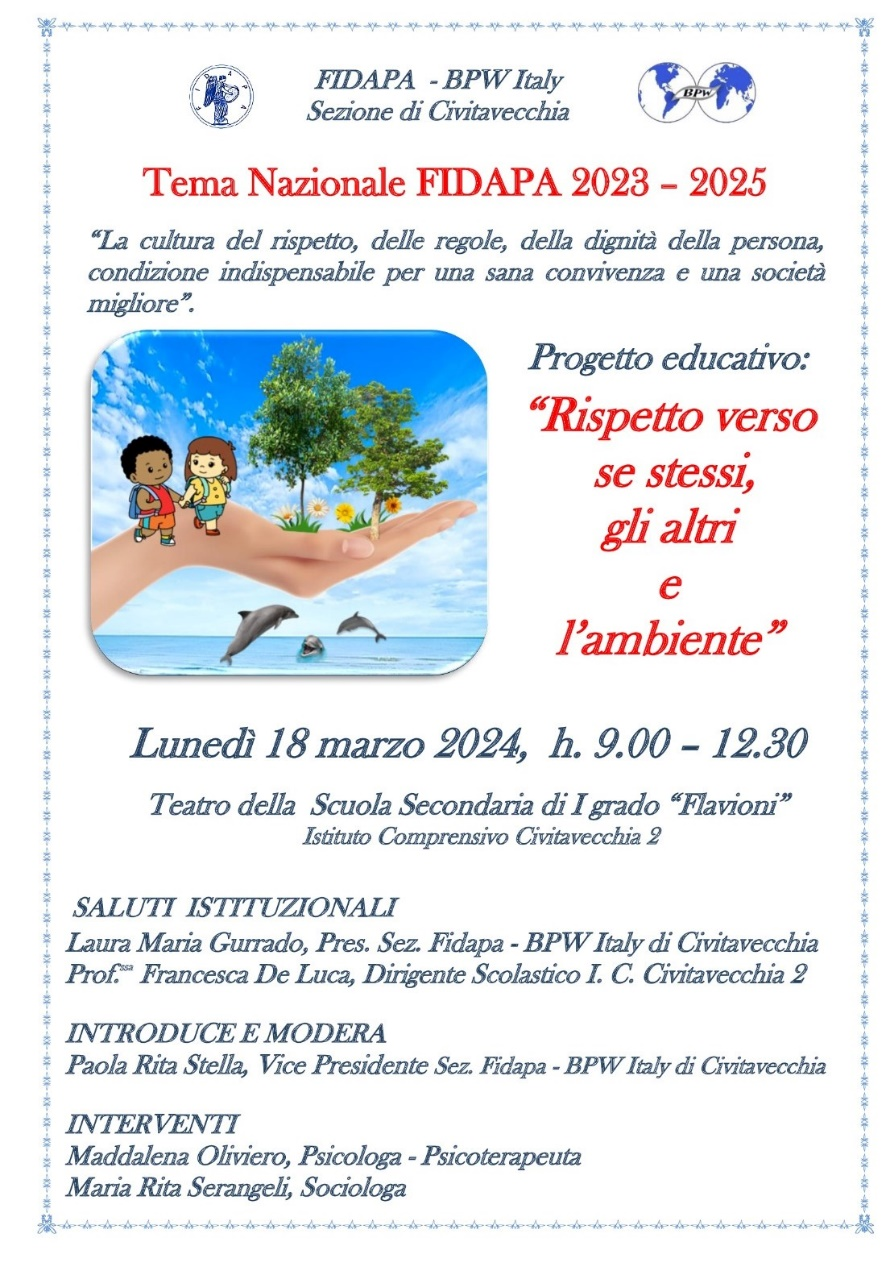 FIDAPA - BPW Italy
Sezione di Civitavecchia
FIDAPA
BPW
Tema Nazionale FIDAPA 2023 – 2025
“La cultura del rispetto, delle regole, della dignità della persona,
condizione indispensabile per una sana convivenza e una società
migliore”.
Progetto educativo:
“Rispetto verso
se stessi,
gli altri
e
l’ambiente”
Lunedì 18 marzo 2024, h. 9.00 – 12.30
Teatro della Scuola Secondaria di I grado “Flavioni”
Istituto Comprensivo Civitavecchia 2
SALUTI ISTITUZIONALI
Laura Maria Gurrado, Pres. Sez. Fidapa - BPW Italy di Civitavecchia
Prof.ssa Francesca De Luca, Dirigente Scolastico I. C. Civitavecchia 2
INTRODUCE E MODERA
Paola Rita Stella, Vice Presidente Sez. Fidapa - BPW Italy di Civitavecchia
INTERVENTI
Maddalena Oliviero, Psicologa - Psicoterapeuta
Maria Rita Serangeli, Sociologa